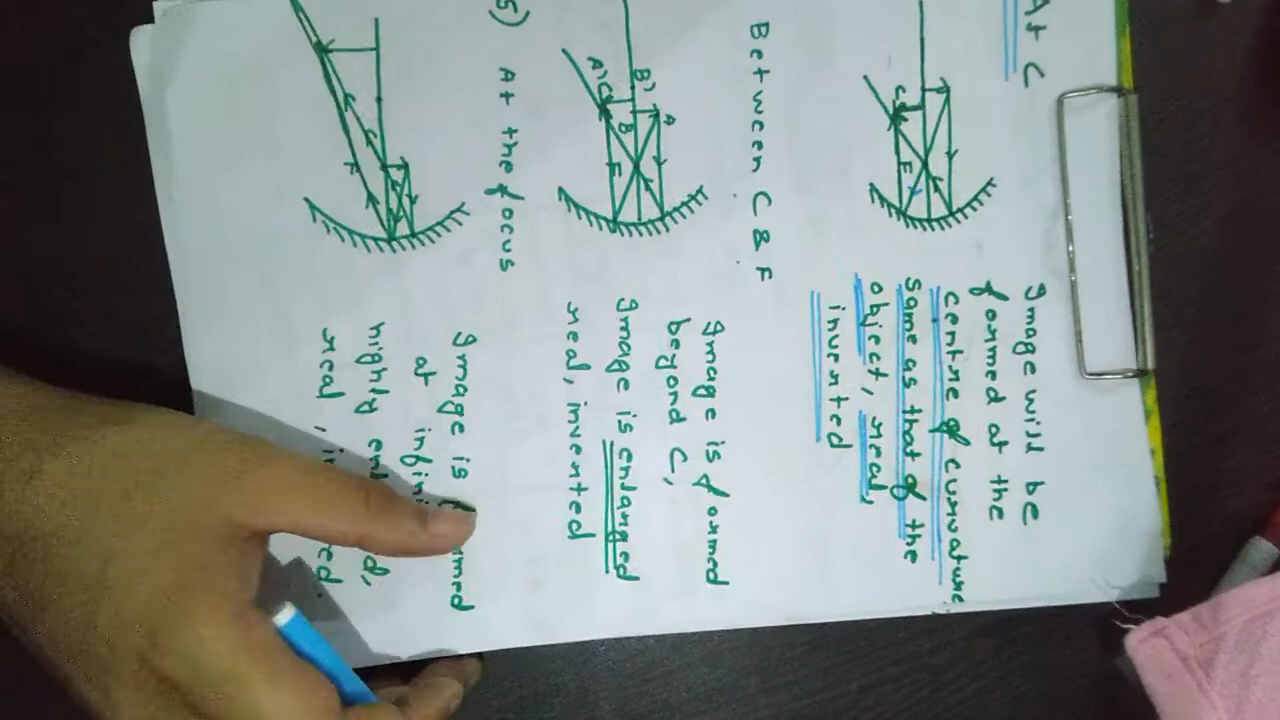 At C
C
F
Image will be
formed at the
centre of curvature
same as that of the
object, real,
inverted
Between C & F
A
B'
B
A'
C
F
Image is formed
beyond C,
Image is enlarged
real, inverted
5) At the focus
C
F
Image is
at
highly
real,